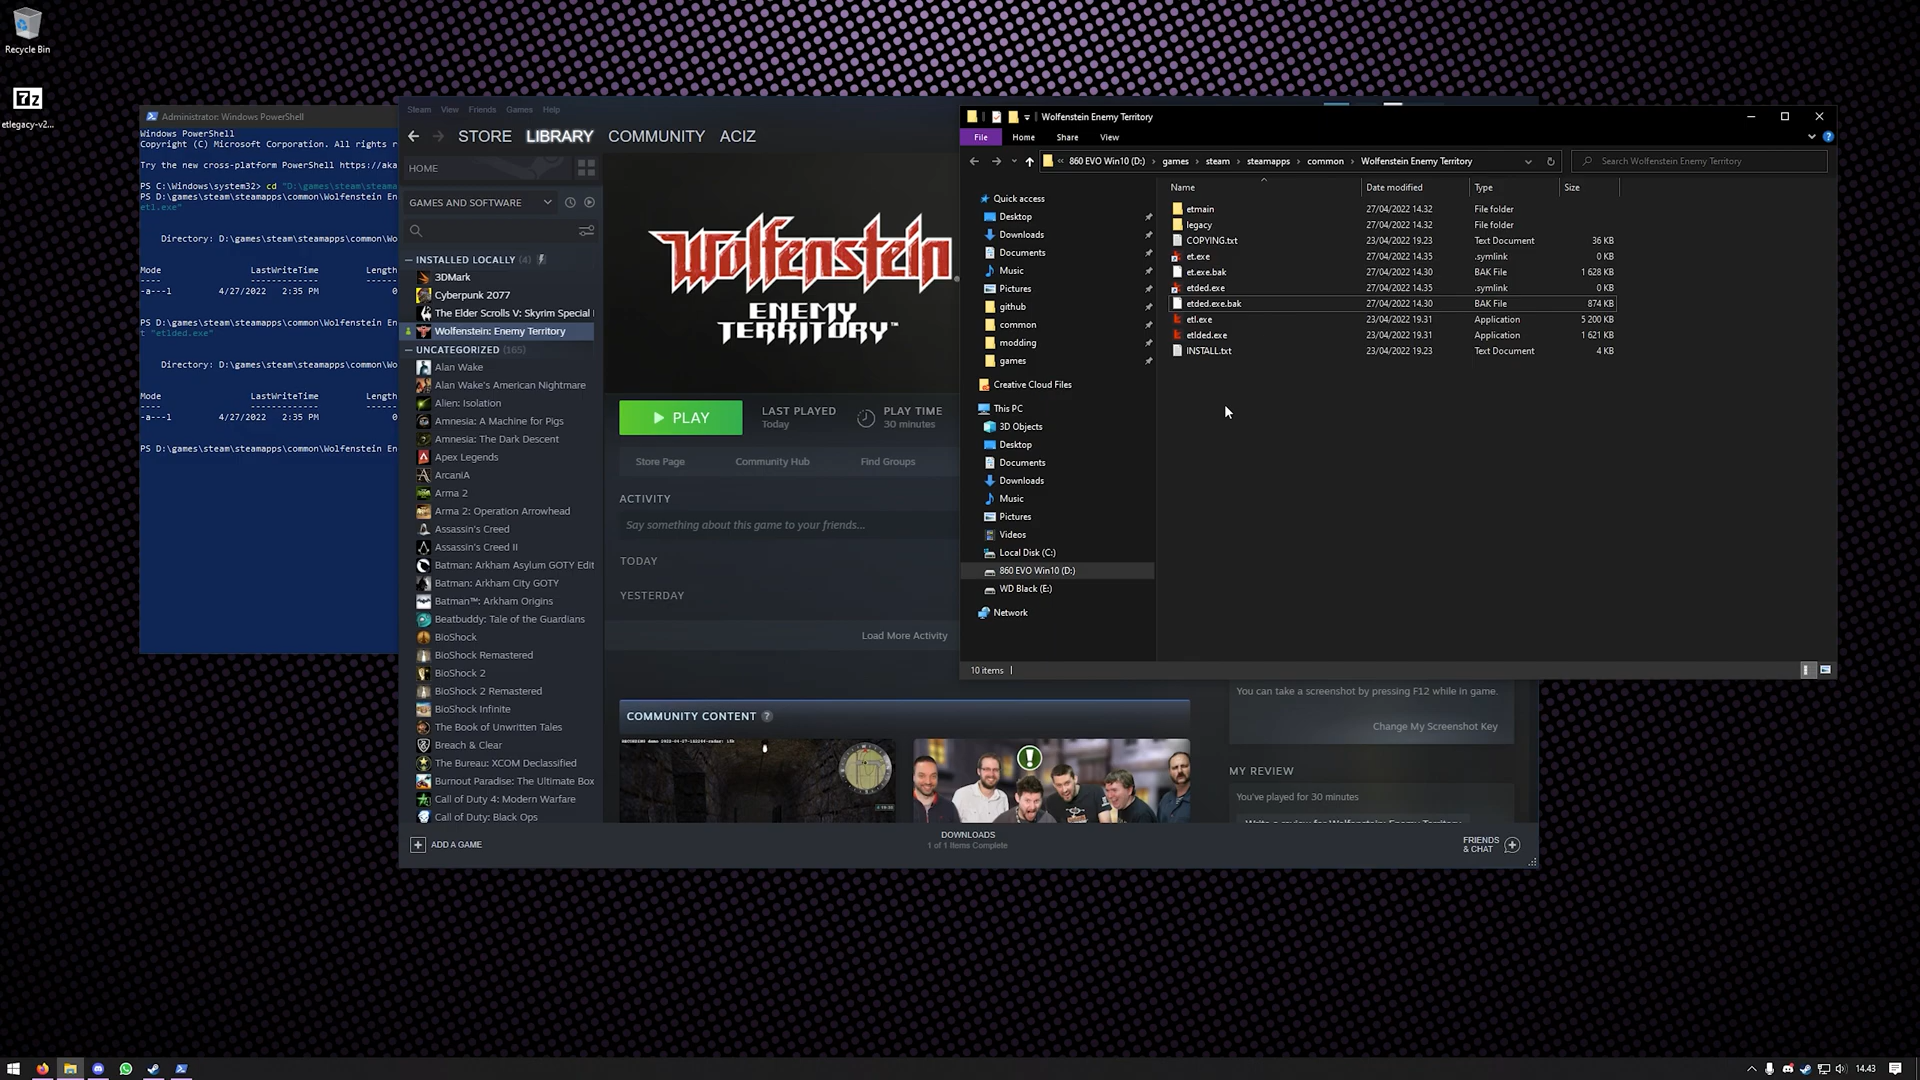 Recycle Bin
etlegacy-v2...
Administrator: Windows PowerShell
Windows PowerShell
Copyright (C) Microsoft Corporation. All rights r
Try the new cross-platform PowerShell https://aka
PS C:\Windows\system32> cd "D:\games\steam\steama
PS D:\games\steam\steamapps\common\Wolfenstein En
etl.exe"
Directory: D:\games\steam\steamapps\common\Wo
Mode LastWriteTime Length
---- ------------- ------
-a---l 4/27/2022 2:35 PM 0
PS D:\games\steam\steamapps\common\Wolfenstein En
t "etlded.exe"
Directory: D:\games\steam\steamapps\common\Wo
Mode LastWriteTime Length
---- ------------- ------
-a---l 4/27/2022 2:35 PM 0
PS D:\games\steam\steamapps\common\Wolfenstein En
Steam View Friends Games Help
STORE LIBRARY COMMUNITY ACIZ
HOME
GAMES AND SOFTWARE
INSTALLED LOCALLY (4)
3DMark
Cyberpunk 2077
The Elder Scrolls V: Skyrim Special
Wolfenstein: Enemy Territory
UNCATEGORIZED (165)
Alan Wake
Alan Wake's American Nightmare
Alien: Isolation
Amnesia: A Machine for Pigs
Amnesia: The Dark Descent
Apex Legends
ArcaniA
Arma 2
Arma 2: Operation Arrowhead
Assassin's Creed
Assassin's Creed II
Batman: Arkham Asylum GOTY Edit
Batman: Arkham City GOTY
Batman™: Arkham Origins
Beatbuddy: Tale of the Guardians
BioShock
BioShock Remastered
BioShock 2
BioShock 2 Remastered
BioShock Infinite
The Book of Unwritten Tales
Breach & Clear
The Bureau: XCOM Declassified
Burnout Paradise: The Ultimate Box
Call of Duty 4: Modern Warfare
Call of Duty: Black Ops
ADD A GAME
Wolfenstein
ENEMY
TERRITORY™
PLAY
LAST PLAYED
Today
PLAY TIME
30 minutes
Store Page Community Hub Find Groups
ACTIVITY
Say something about this game to your friends...
TODAY
YESTERDAY
Load More Activity
COMMUNITY CONTENT ?
DOWNLOADS
1 of 1 Items Complete
You can take a screenshot by pressing F12 while in game.
Change My Screenshot Key
MY REVIEW
You've played for 30 minutes
Write a review for Wolfenstein: Enemy Territory
FRIENDS
& CHAT
Wolfenstein Enemy Territory
File Home Share View
« 860 EVO Win10 (D:) › games › steam › steamapps › common › Wolfenstein Enemy Territory
Search Wolfenstein Enemy Territory
Quick access
Desktop
Downloads
Documents
Music
Pictures
github
common
modding
games
Creative Cloud Files
This PC
3D Objects
Desktop
Documents
Downloads
Music
Pictures
Videos
Local Disk (C:)
860 EVO Win10 (D:)
WD Black (E:)
Network
Name Date modified Type Size
etmain 27/04/2022 14.32 File folder
legacy 27/04/2022 14.32 File folder
COPYING.txt 23/04/2022 19.23 Text Document 36 KB
et.exe 27/04/2022 14.35 .symlink 0 KB
et.exe.bak 27/04/2022 14.30 BAK File 1 628 KB
etded.exe 27/04/2022 14.35 .symlink 0 KB
etded.exe.bak 27/04/2022 14.30 BAK File 874 KB
etl.exe 23/04/2022 19.31 Application 5 200 KB
etlded.exe 23/04/2022 19.31 Application 1 621 KB
INSTALL.txt 23/04/2022 19.23 Text Document 4 KB
10 items
14.43